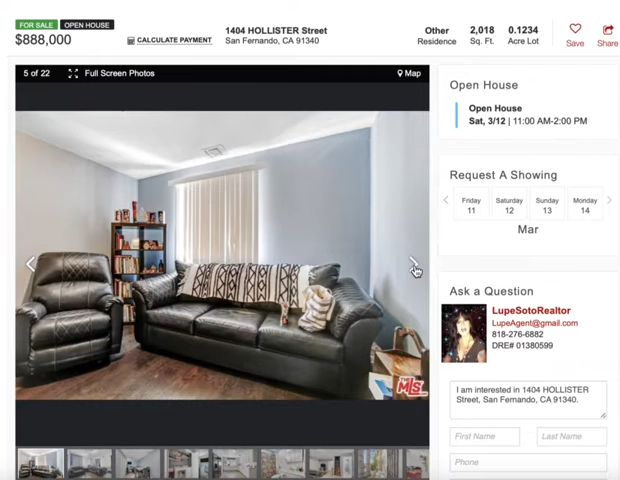 FOR SALE OPEN HOUSE
$888,000
CALCULATE PAYMENT
1404 HOLLISTER Street
San Fernando, CA 91340
Other
Residence
2,018
Sq. Ft.
0.1234
Acre Lot
Save
Share
5 of 22
Full Screen Photos
Map
THE MLS
Open House
Open House
Sat, 3/12 | 11:00 AM-2:00 PM
Request A Showing
Friday
11
Saturday
12
Sunday
13
Monday
14
Mar
Ask a Question
LupeSotoRealtor
LupeAgent@gmail.com
818-276-6882
DRE# 01380599
I am interested in 1404 HOLLISTER
Street, San Fernando, CA 91340.
First Name
Last Name
Phone